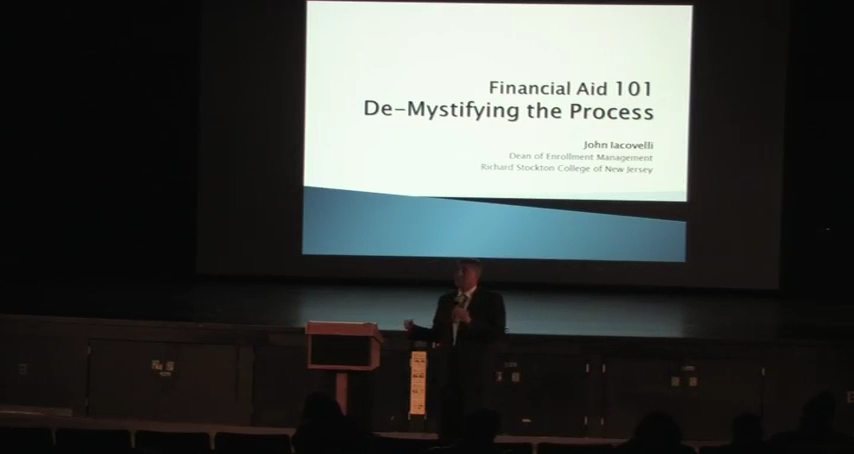 Financial Aid 101
De-Mystifying the Process
John Iacovelli
Dean of Enrollment Management
Richard Stockton College of New Jersey